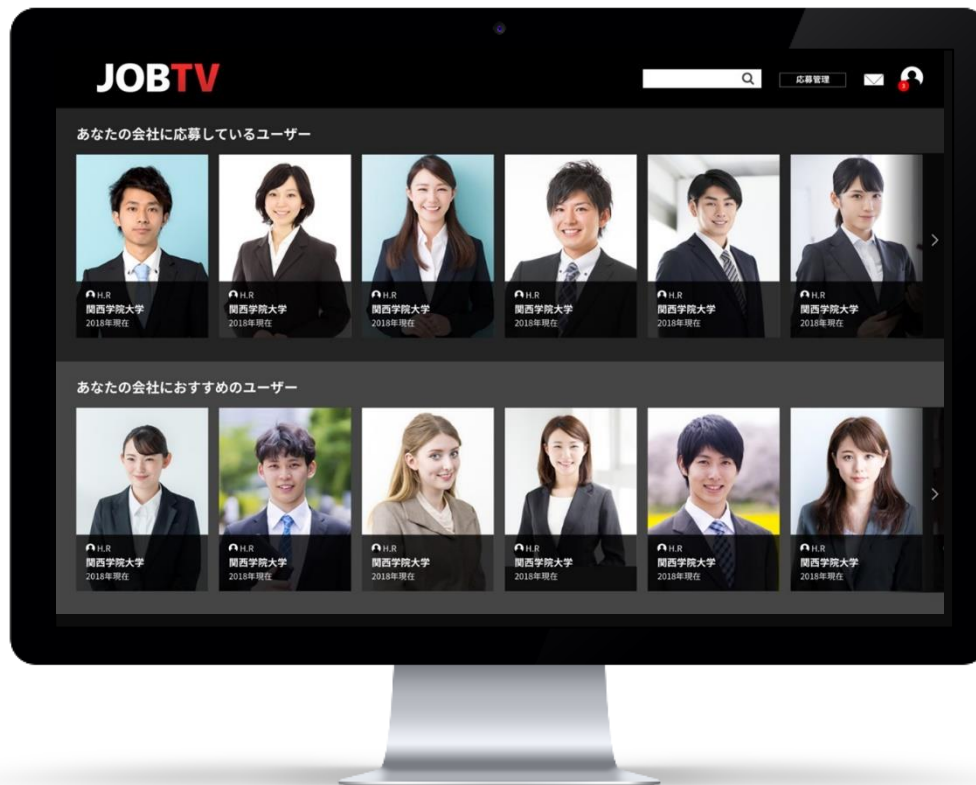 JOBTV
応募管理
3
あなたの会社に応募しているユーザー
H.R
関西学院大学
2018年現在
H.R
関西学院大学
2018年現在
H.R
関西学院大学
2018年現在
H.R
関西学院大学
2018年現在
H.R
関西学院大学
2018年現在
H.R
関西学院大学
2018年現在
あなたの会社におすすめのユーザー
H.R
関西学院大学
2018年現在
H.R
関西学院大学
2018年現在
H.R
関西学院大学
2018年現在
H.R
関西学院大学
2018年現在
H.R
関西学院大学
2018年現在
H.R
関西学院大学
2018年現在